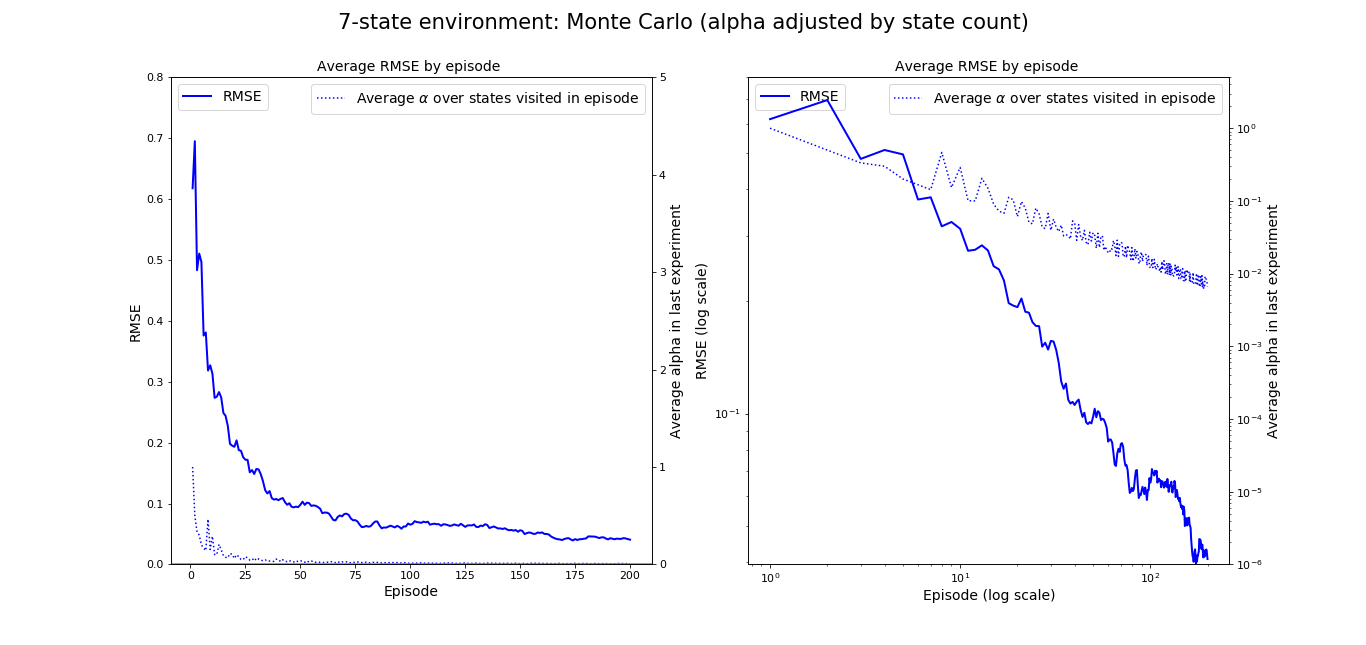 7-state environment: Monte Carlo (alpha adjusted by state count)
Average RMSE by episode
RMSE
Average α over states visited in episode
0.8
0.7
0.6
0.5
0.4
0.3
0.2
0.1
0.0
RMSE
5
4
3
2
1
0
Average alpha in last experiment
0 25 50 75 100 125 150 175 200
Episode
Average RMSE by episode
RMSE
Average α over states visited in episode
RMSE (log scale)
10⁻¹
10⁰
10⁻¹
10⁻²
10⁻³
10⁻⁴
10⁻⁵
10⁻⁶
Average alpha in last experiment
10⁰ 10¹ 10²
Episode (log scale)